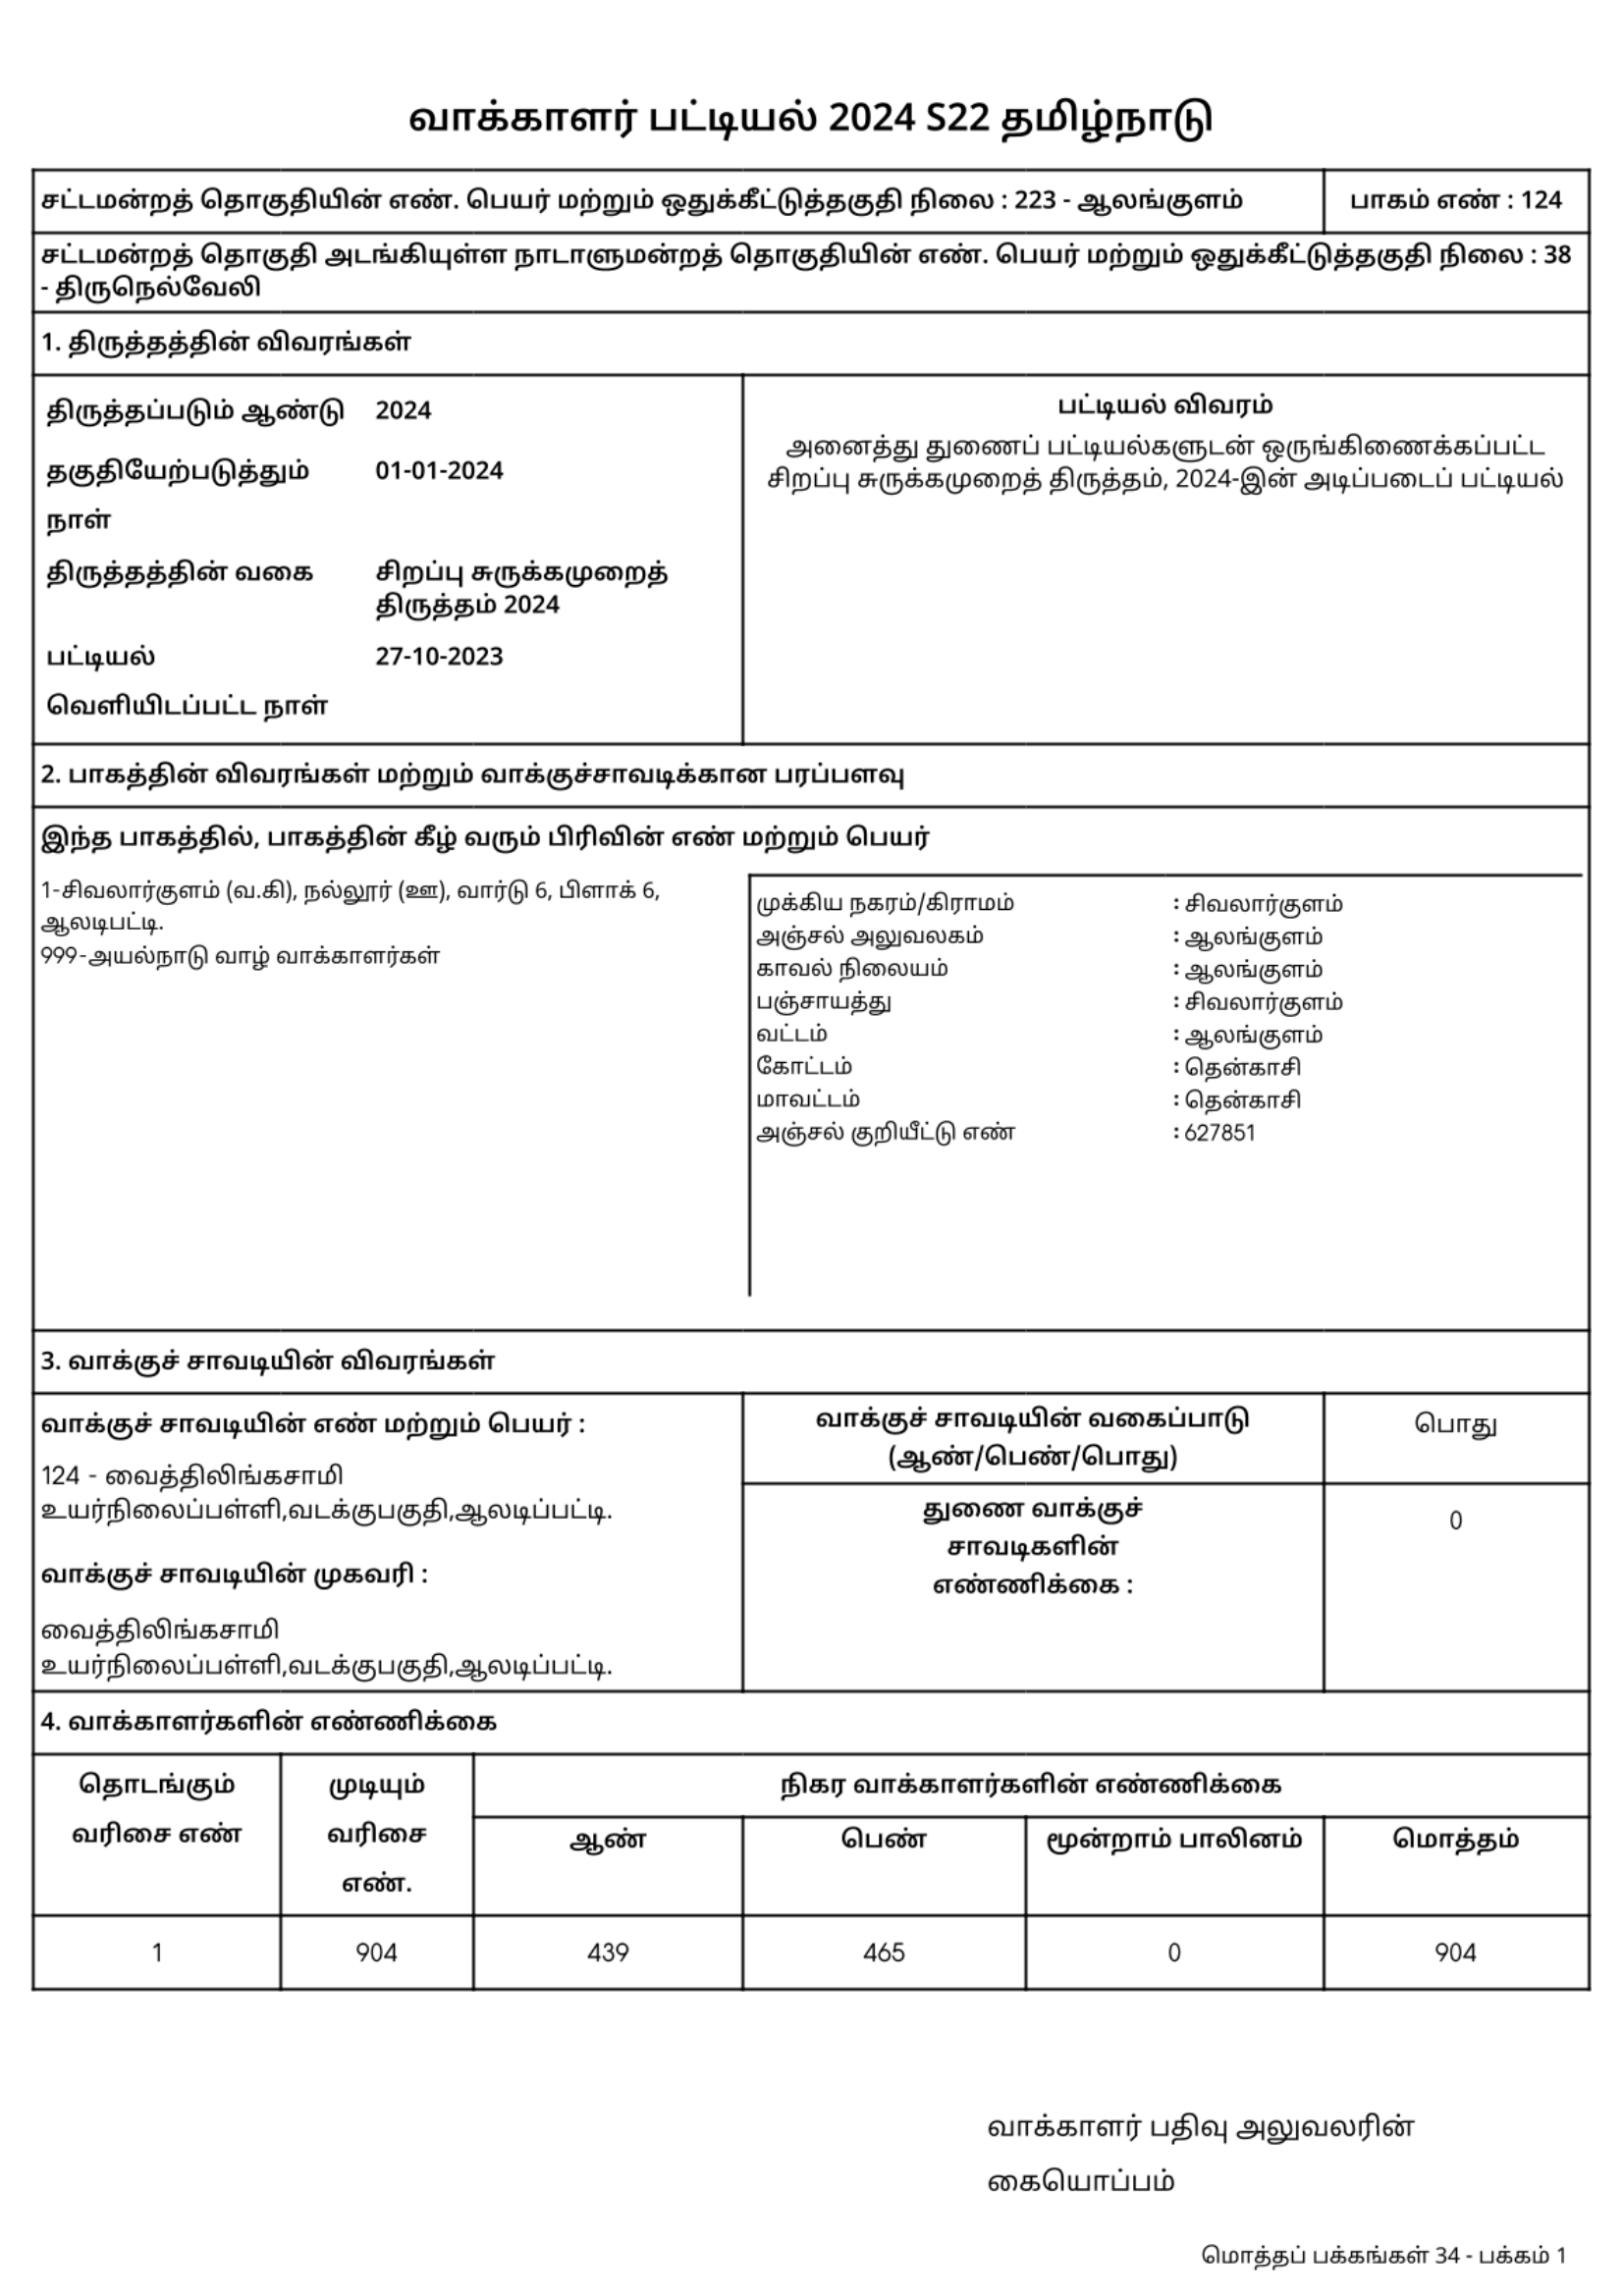 வாக்காளர் பட்டியல் 2024 S22 தமிழ்நாடு
சட்டமன்றத் தொகுதியின் எண். பெயர் மற்றும் ஒதுக்கீட்டுத்தகுதி நிலை : 223 - ஆலங்குளம்
பாகம் எண் : 124
சட்டமன்றத் தொகுதி அடங்கியுள்ள நாடாளுமன்றத் தொகுதியின் எண். பெயர் மற்றும் ஒதுக்கீட்டுத்தகுதி நிலை : 38
- திருநெல்வேலி
1. திருத்தத்தின் விவரங்கள்
திருத்தப்படும் ஆண்டு 2024
தகுதியேற்படுத்தும் 01-01-2024
நாள்
திருத்தத்தின் வகை சிறப்பு சுருக்கமுறைத்
திருத்தம் 2024
பட்டியல் 27-10-2023
வெளியிடப்பட்ட நாள்
பட்டியல் விவரம்
அனைத்து துணைப் பட்டியல்களுடன் ஒருங்கிணைக்கப்பட்ட
சிறப்பு சுருக்கமுறைத் திருத்தம், 2024-இன் அடிப்படைப் பட்டியல்
2. பாகத்தின் விவரங்கள் மற்றும் வாக்குச்சாவடிக்கான பரப்பளவு
இந்த பாகத்தில், பாகத்தின் கீழ் வரும் பிரிவின் எண் மற்றும் பெயர்
1-சிவலார்குளம் (வ.கி), நல்லூர் (ஊ), வார்டு 6, பிளாக் 6,
ஆலடிபட்டி.
999-அயல்நாடு வாழ் வாக்காளர்கள்
முக்கிய நகரம்/கிராமம் : சிவலார்குளம்
அஞ்சல் அலுவலகம் : ஆலங்குளம்
காவல் நிலையம் : ஆலங்குளம்
பஞ்சாயத்து : சிவலார்குளம்
வட்டம் : ஆலங்குளம்
கோட்டம் : தென்காசி
மாவட்டம் : தென்காசி
அஞ்சல் குறியீட்டு எண் : 627851
3. வாக்குச் சாவடியின் விவரங்கள்
வாக்குச் சாவடியின் எண் மற்றும் பெயர் :
124 - வைத்திலிங்கசாமி
உயர்நிலைப்பள்ளி,வடக்குபகுதி,ஆலடிப்பட்டி.
வாக்குச் சாவடியின் முகவரி :
வைத்திலிங்கசாமி
உயர்நிலைப்பள்ளி,வடக்குபகுதி,ஆலடிப்பட்டி.
வாக்குச் சாவடியின் வகைப்பாடு
(ஆண்/பெண்/பொது)
பொது
துணை வாக்குச்
சாவடிகளின்
எண்ணிக்கை :
0
4. வாக்காளர்களின் எண்ணிக்கை
தொடங்கும்
வரிசை எண்
முடியும்
வரிசை
எண்.
நிகர வாக்காளர்களின் எண்ணிக்கை
ஆண் பெண் மூன்றாம் பாலினம் மொத்தம்
1 904 439 465 0 904
வாக்காளர் பதிவு அலுவலரின்
கையொப்பம்
மொத்தப் பக்கங்கள் 34 - பக்கம் 1